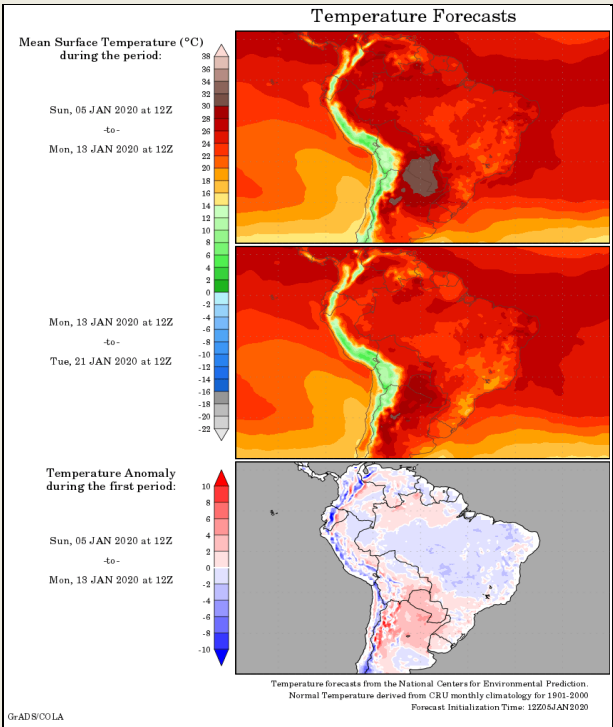 Temperature Forecasts
Mean Surface Temperature (°C)
during the period:
38
36
34
32
30
28
26
24
22
20
18
16
14
12
10
8
6
4
2
0
-2
-4
-6
-8
-10
-12
-14
-16
-18
-20
-22
Sun, 05 JAN 2020 at 12Z
-to-
Mon, 13 JAN 2020 at 12Z
Mon, 13 JAN 2020 at 12Z
-to-
Tue, 21 JAN 2020 at 12Z
Temperature Anomaly
during the first period:
10
8
6
4
2
0
-2
-4
-6
-8
-10
Sun, 05 JAN 2020 at 12Z
-to-
Mon, 13 JAN 2020 at 12Z
Temperature forecasts from the National Centers for Environmental Prediction.
Normal Temperature derived from CRU monthly climatology for 1901-2000
Forecast Initialization Time: 12Z05JAN2020
GrADS/COLA